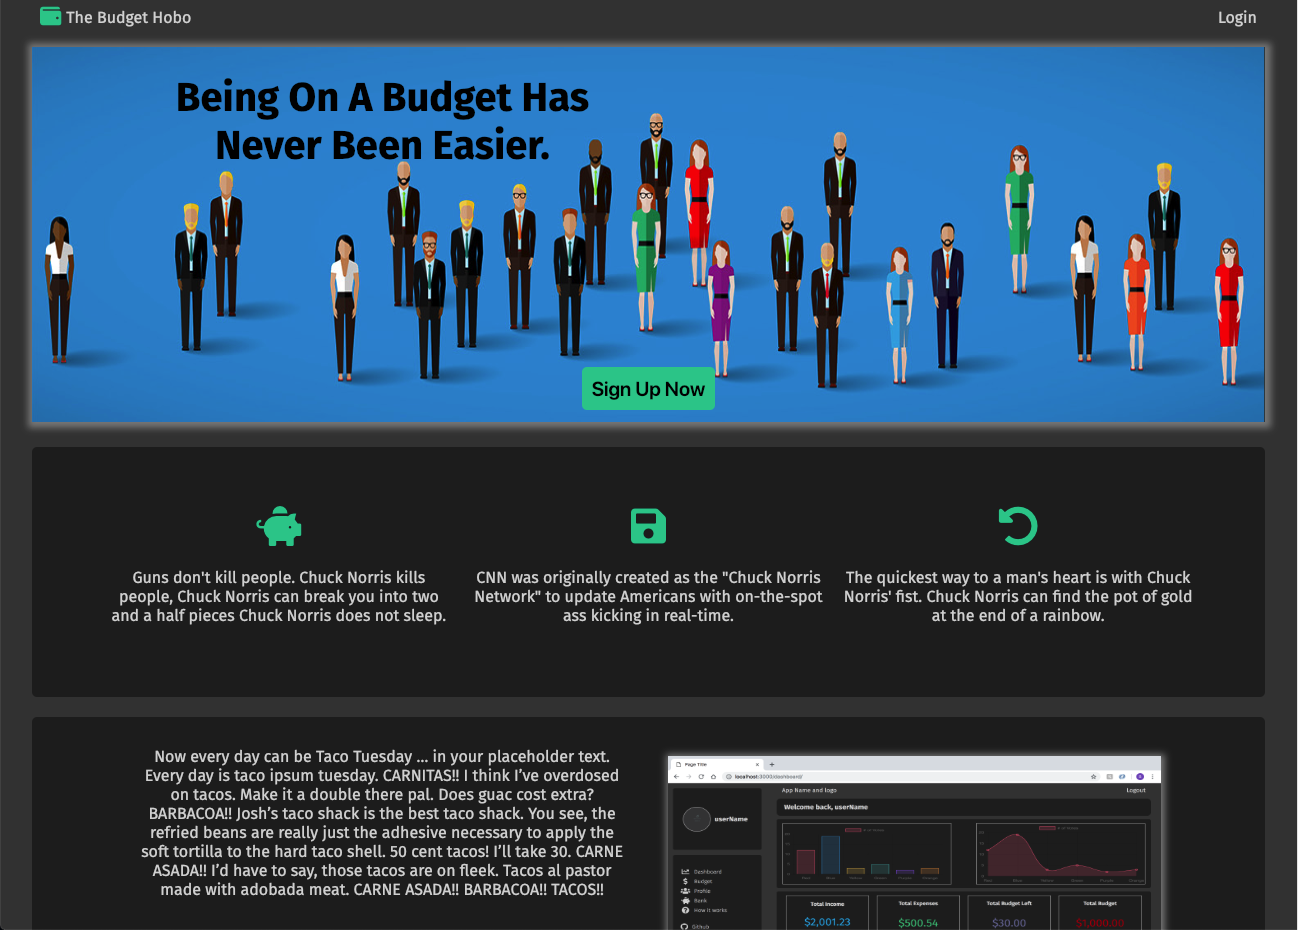 The Budget Hobo
Login
Being On A Budget Has
Never Been Easier.
Sign Up Now
Guns don't kill people. Chuck Norris kills
people, Chuck Norris can break you into two
and a half pieces Chuck Norris does not sleep.
CNN was originally created as the "Chuck Norris
Network" to update Americans with on-the-spot
ass kicking in real-time.
The quickest way to a man's heart is with Chuck
Norris' fist. Chuck Norris can find the pot of gold
at the end of a rainbow.
Now every day can be Taco Tuesday ... in your placeholder text.
Every day is taco ipsum tuesday. CARNITAS!! I think I’ve overdosed
on tacos. Make it a double there pal. Does guac cost extra?
BARBACOA!! Josh’s taco shack is the best taco shack. You see, the
refried beans are really just the adhesive necessary to apply the
soft tortilla to the hard taco shell. 50 cent tacos! I’ll take 30. CARNE
ASADA!! I’d have to say, those tacos are on fleek. Tacos al pastor
made with adobada meat. CARNE ASADA!! BARBACOA!! TACOS!!
Page Title
localhost:3000/dashboard/
App Name and logo
Logout
userName
Welcome back, userName
Dashboard
Budget
Profile
Bank
How it works
Github
Total Income
$2,001.23
Total Expenses
$500.54
Total Budget Left
$30.00
Total Budget
$1,000.00